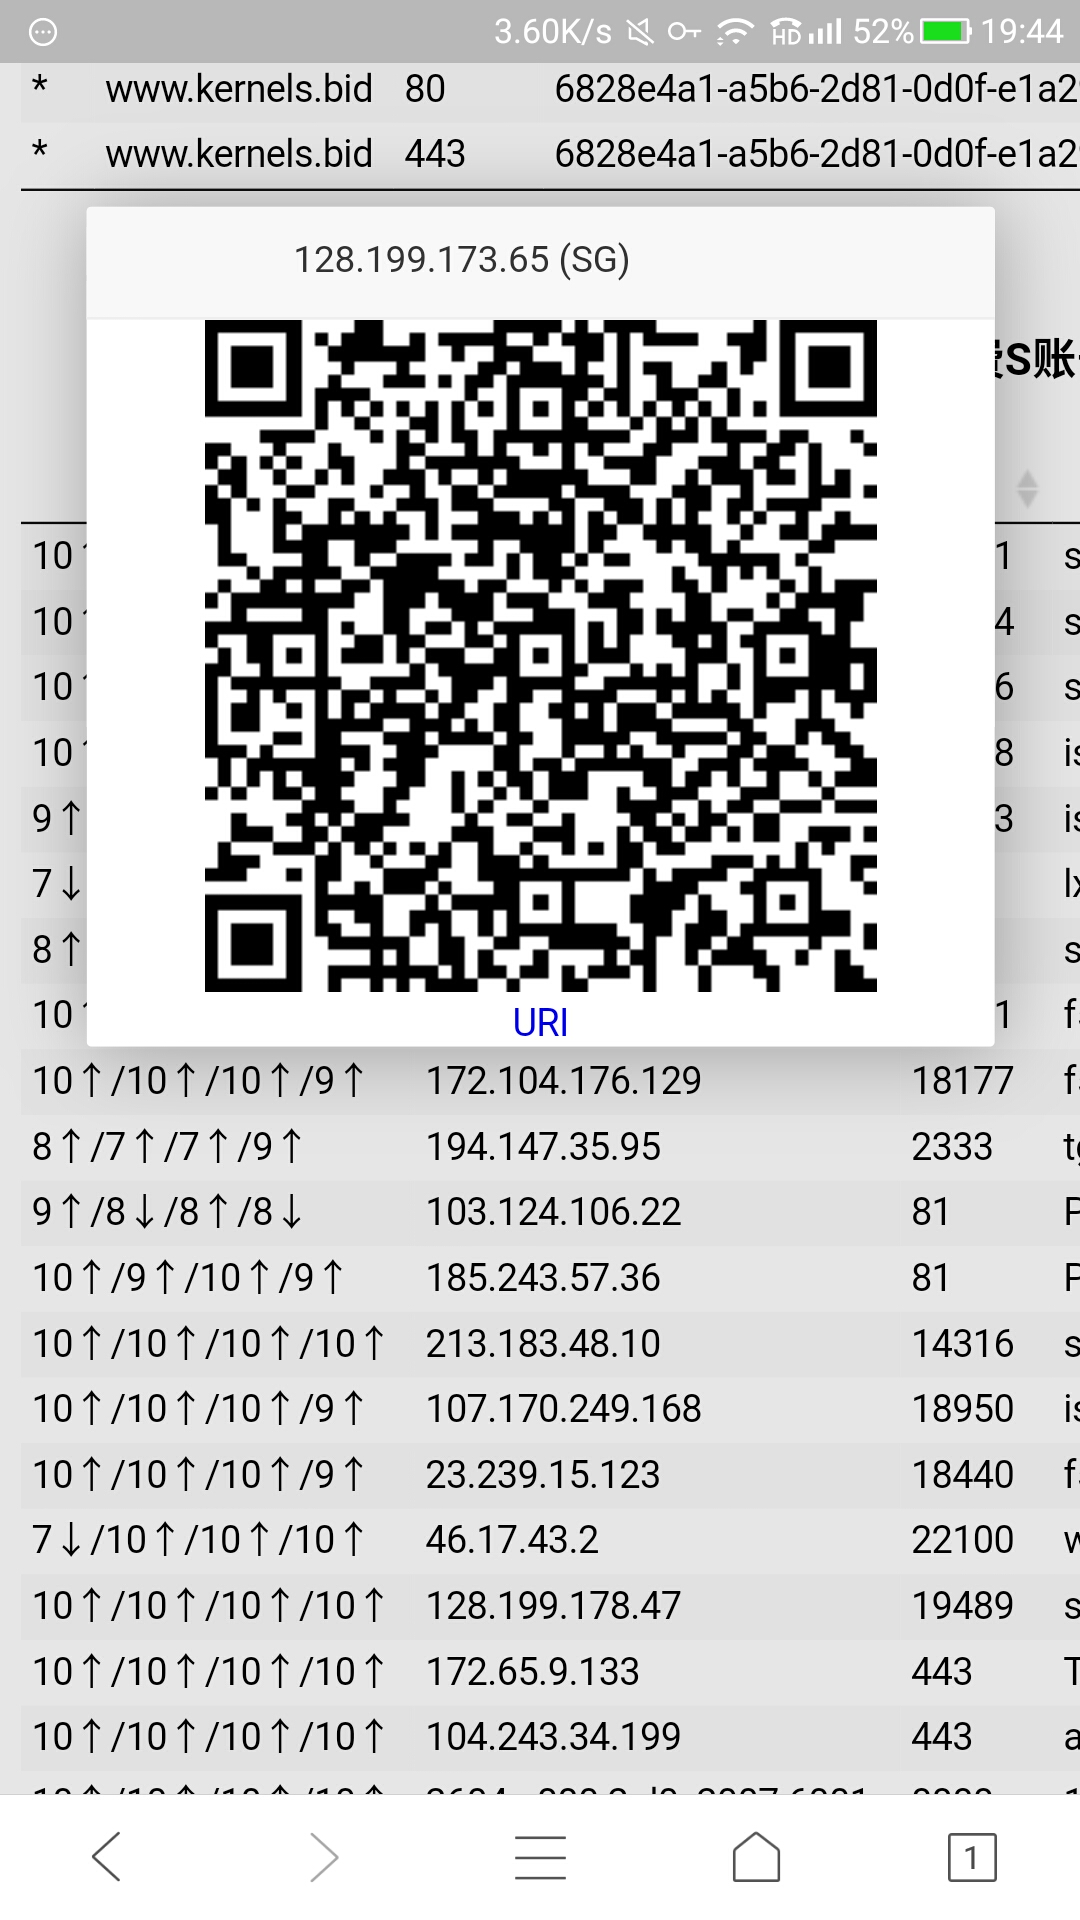 3.60K/s HD 52% 19:44
* www.kernels.bid 80 6828e4a1-a5b6-2d81-0d0f-e1a2
* www.kernels.bid 443 6828e4a1-a5b6-2d81-0d0f-e1a2
128.199.173.65 (SG)
S账
10 1 s
10 4 s
10 6 s
10 8 is
9↑ 3 is
7↓ lx
8↑ s
10 1 f
URI
10↑/10↑/10↑/9↑ 172.104.176.129 18177 f
8↑/7↑/7↑/9↑ 194.147.35.95 2333 t
9↑/8↓/8↑/8↓ 103.124.106.22 81 P
10↑/9↑/10↑/9↑ 185.243.57.36 81 P
10↑/10↑/10↑/10↑ 213.183.48.10 14316 s
10↑/10↑/10↑/9↑ 107.170.249.168 18950 is
10↑/10↑/10↑/9↑ 23.239.15.123 18440 f
7↓/10↑/10↑/10↑ 46.17.43.2 22100 w
10↑/10↑/10↑/10↑ 128.199.178.47 19489 s
10↑/10↑/10↑/10↑ 172.65.9.133 443 T
10↑/10↑/10↑/10↑ 104.243.34.199 443 a
1